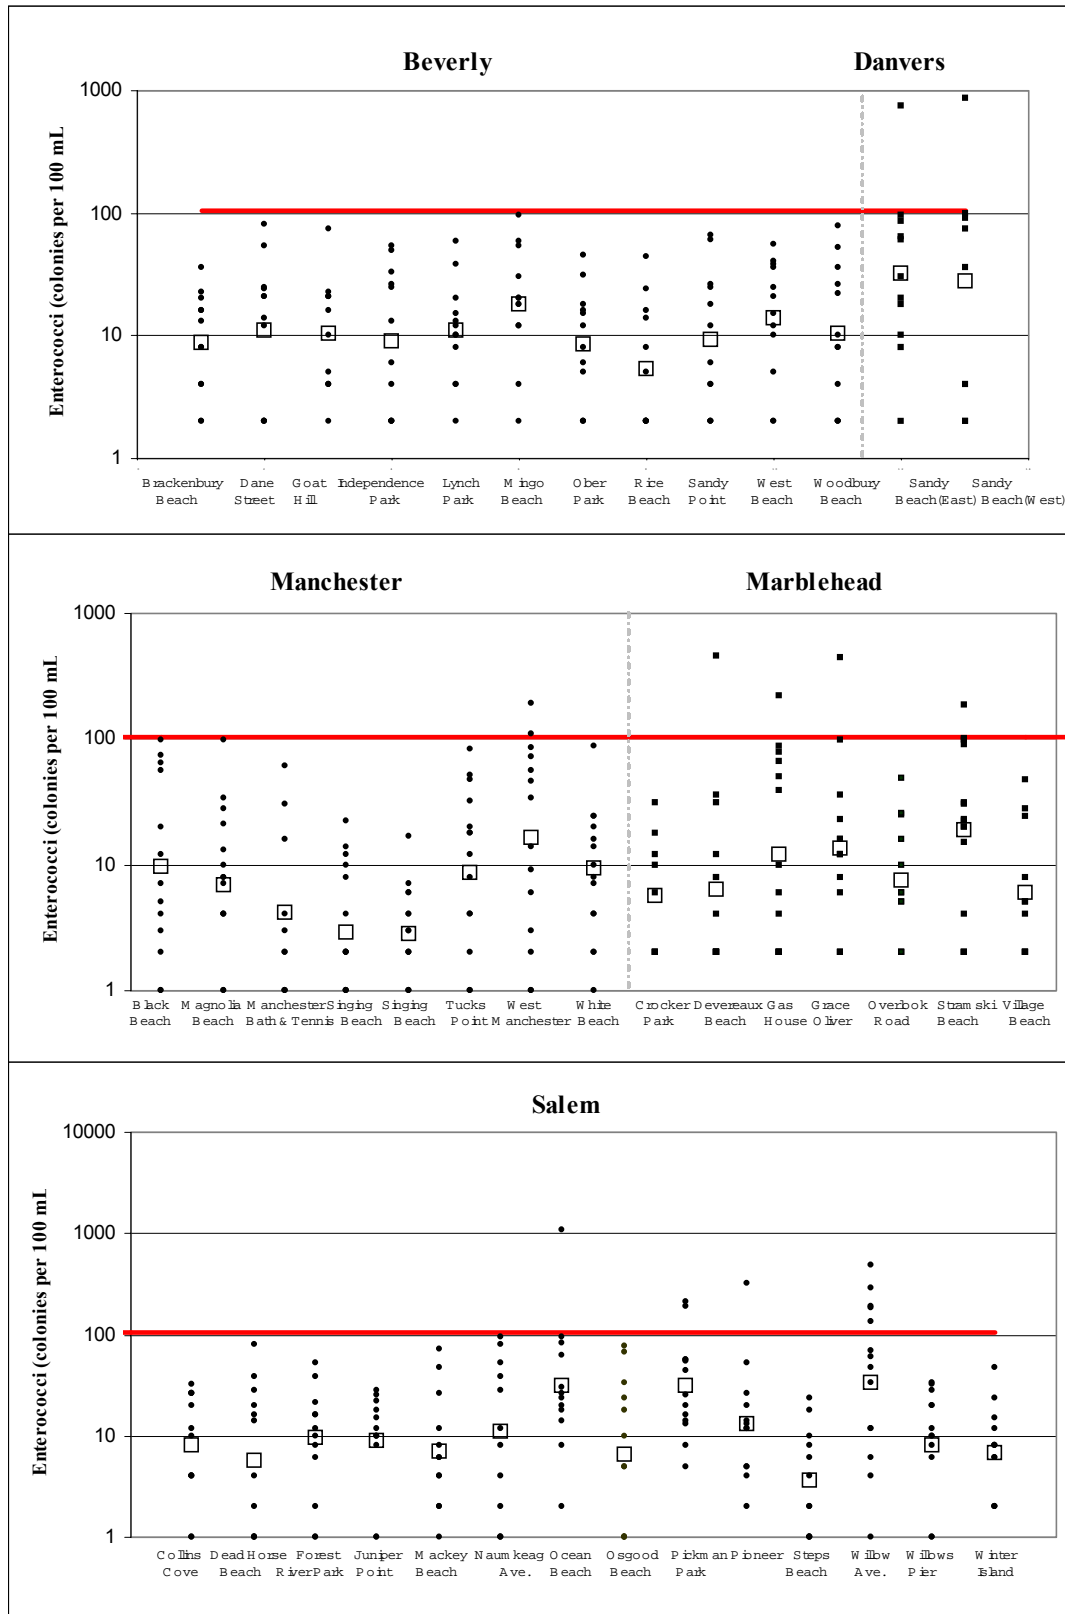 Beverly Danvers
Enterococci (colonies per 100 mL
1000
100
10
1
Brackenbury Dane Goat Independence Lynch Mingo Ober Rice Sandy West Woodbury Sandy Sandy
Beach Street Hill Park Park Beach Park Beach Point Beach Beach Beach(East) Beach(West)
Manchester Marblehead
Enterococci (colonies per 100 mL
1000
100
10
1
Black Magnolia Manchester Singing Singing Tucks West White Crocker Devereaux Gas Grace Overlook Stramski Village
Beach Beach Bath & Tennis Beach Beach Point Manchester Beach Park Beach House Oliver Road Beach Beach
Salem
Enterococci (colonies per 100 mL
10000
1000
100
10
1
Collins Dead Horse Forest Juniper Mackey Naumkeag Ocean Osgood Pickman Pioneer Steps Willow Willows Winter
Cove Beach River Park Point Beach Ave. Beach Beach Park Beach Ave. Pier Island